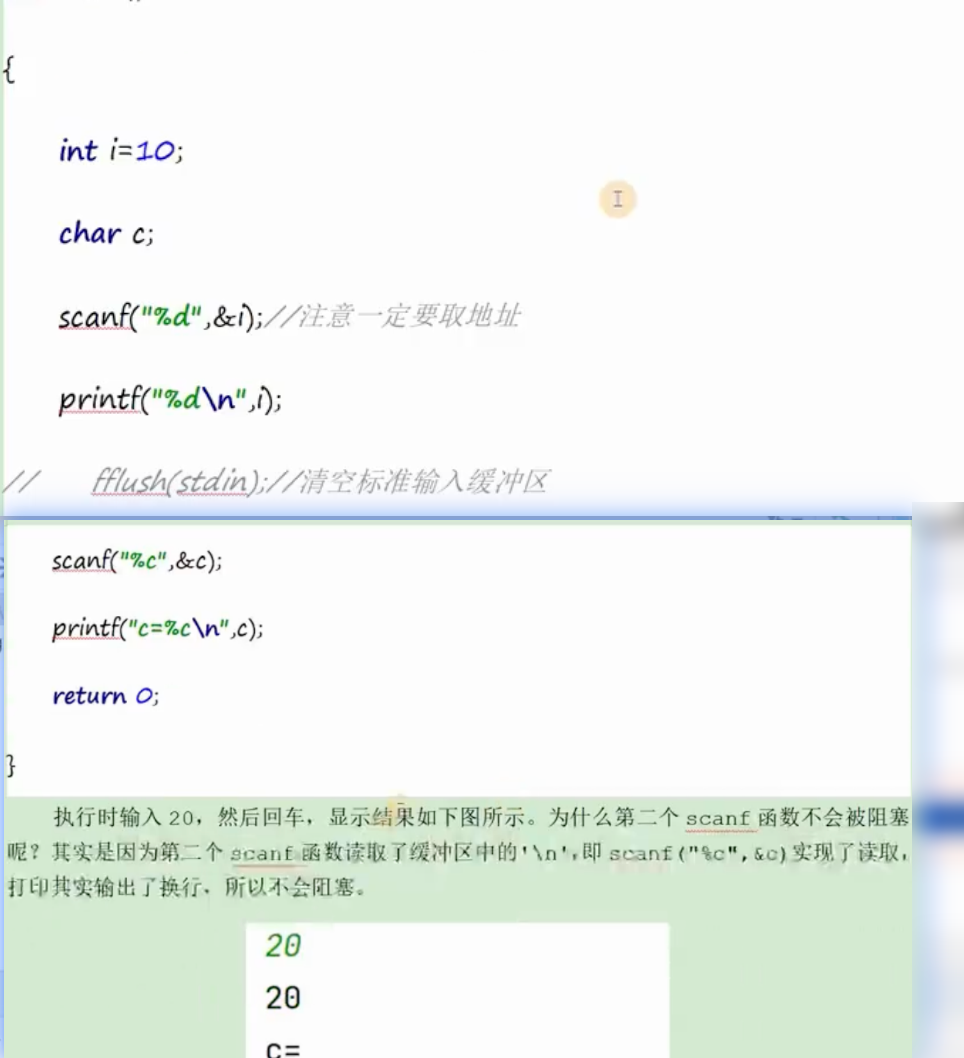 {
int i=10;
char c;
scanf("%d",&i);//注意一定要取地址
printf("%d\n",i);
// fflush(stdin);//清空标准输入缓冲区
scanf("%c",&c);
printf("c=%c\n",c);
return 0;
}
执行时输入 20，然后回车，显示结果如下图所示。为什么第二个 scanf 函数不会被阻塞
呢？其实是因为第二个 scanf 函数读取了缓冲区中的'\n'，即 scanf("%c",&c)实现了读取，
打印其实输出了换行，所以不会阻塞。
20
20
c=